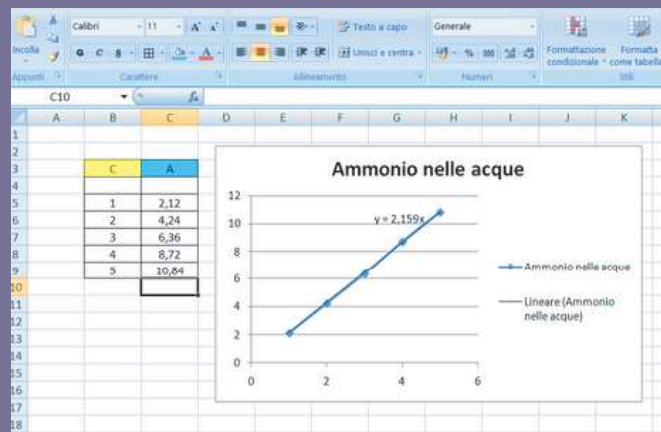 Calibri 11 A A Testo a capo Generale
Incolla G C S A Unisci e centra % 000 Formattazione condizionale Formatta come tabella
Appunti Carattere Allineamento Numeri Stili
C10 fx
A B C D E F G H I J K
1
2
3 C A
4
5 1 2,12
6 2 4,24
7 3 6,36
8 4 8,72
9 5 10,84
10
11
12
13
14
15
16
17
18
Ammonio nelle acque
12
10
8
6
4
2
0
0 2 4 6
y = 2,159x
Ammonio nelle acque
Lineare (Ammonio
nelle acque)